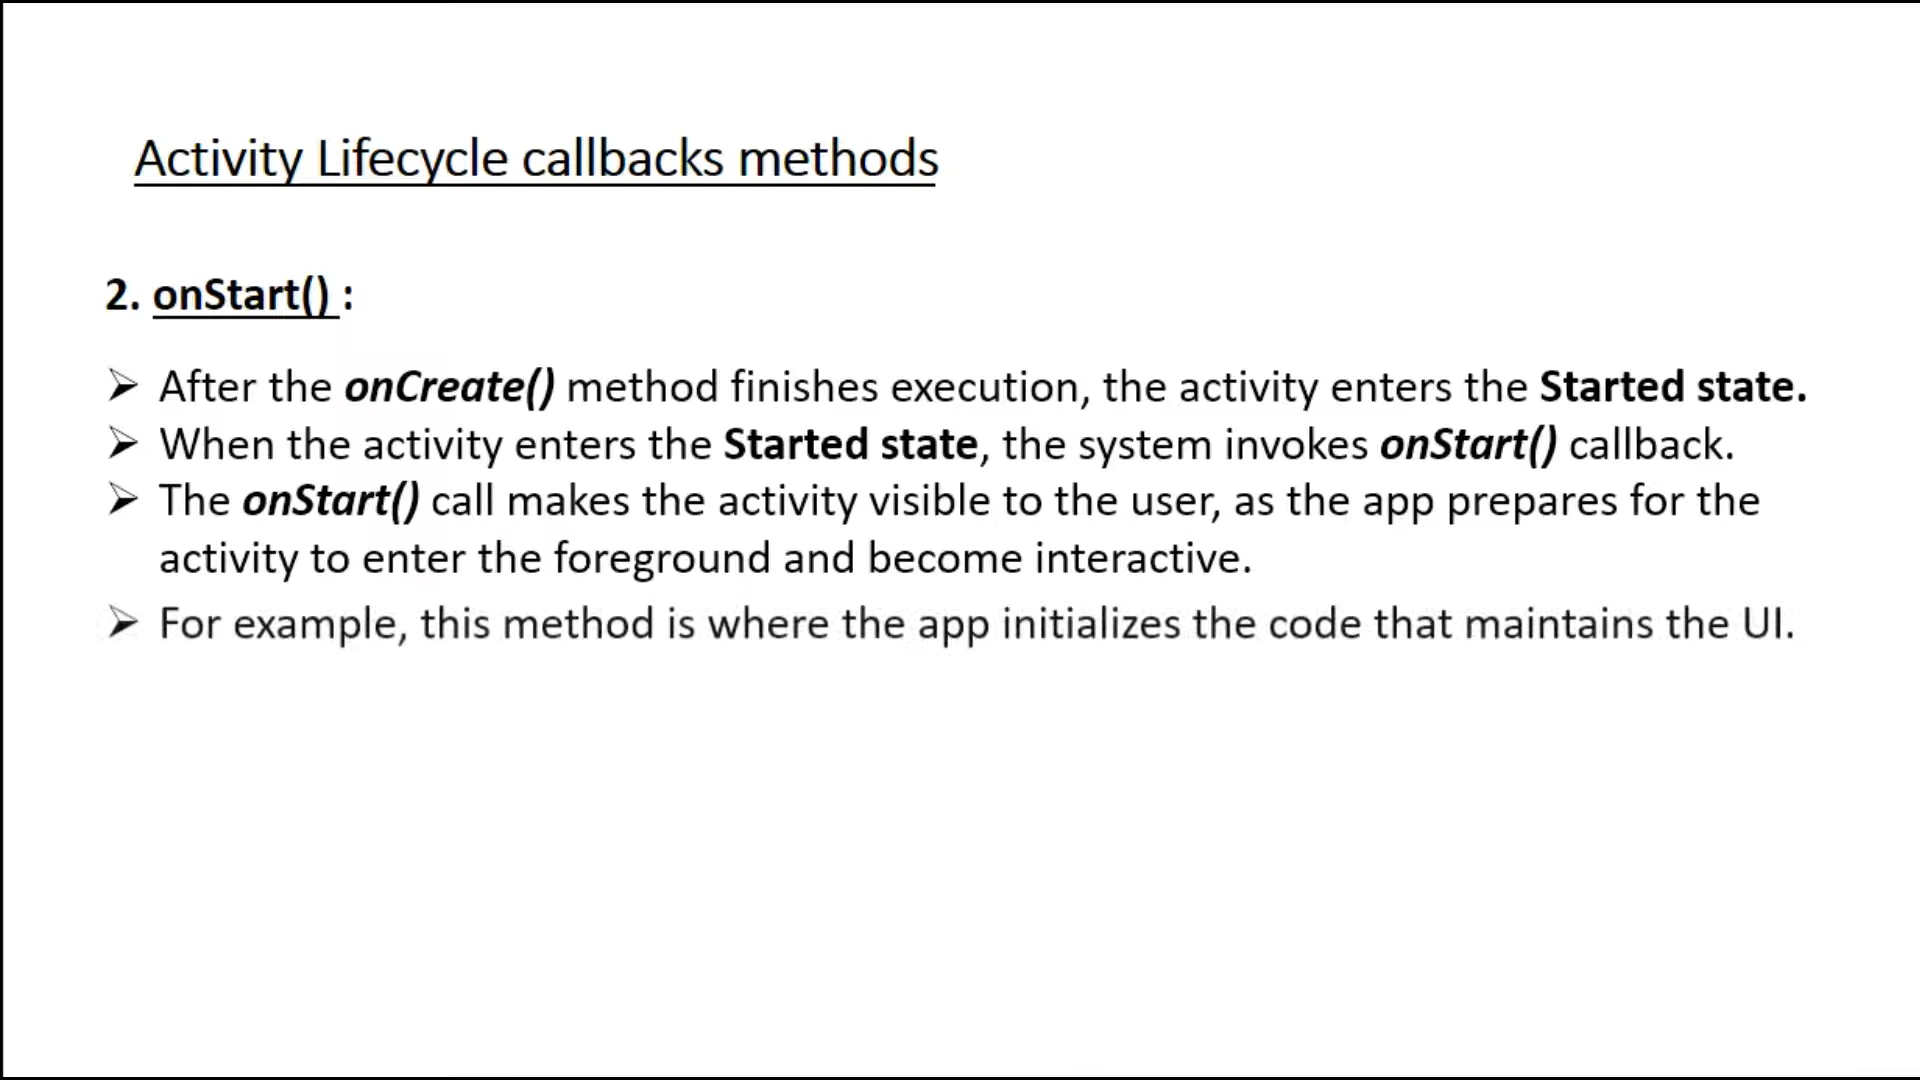 Activity Lifecycle callbacks methods
2. onStart() :
➢ After the onCreate() method finishes execution, the activity enters the Started state.
➢ When the activity enters the Started state, the system invokes onStart() callback.
➢ The onStart() call makes the activity visible to the user, as the app prepares for the
activity to enter the foreground and become interactive.
➢ For example, this method is where the app initializes the code that maintains the UI.